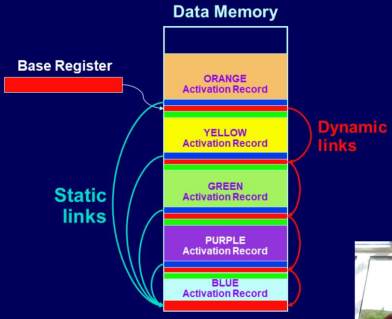 Data Memory
Base Register
ORANGE
Activation Record
YELLOW
Activation Record
Dynamic
links
GREEN
Activation Record
Static
links
PURPLE
Activation Record
BLUE
Activation Record